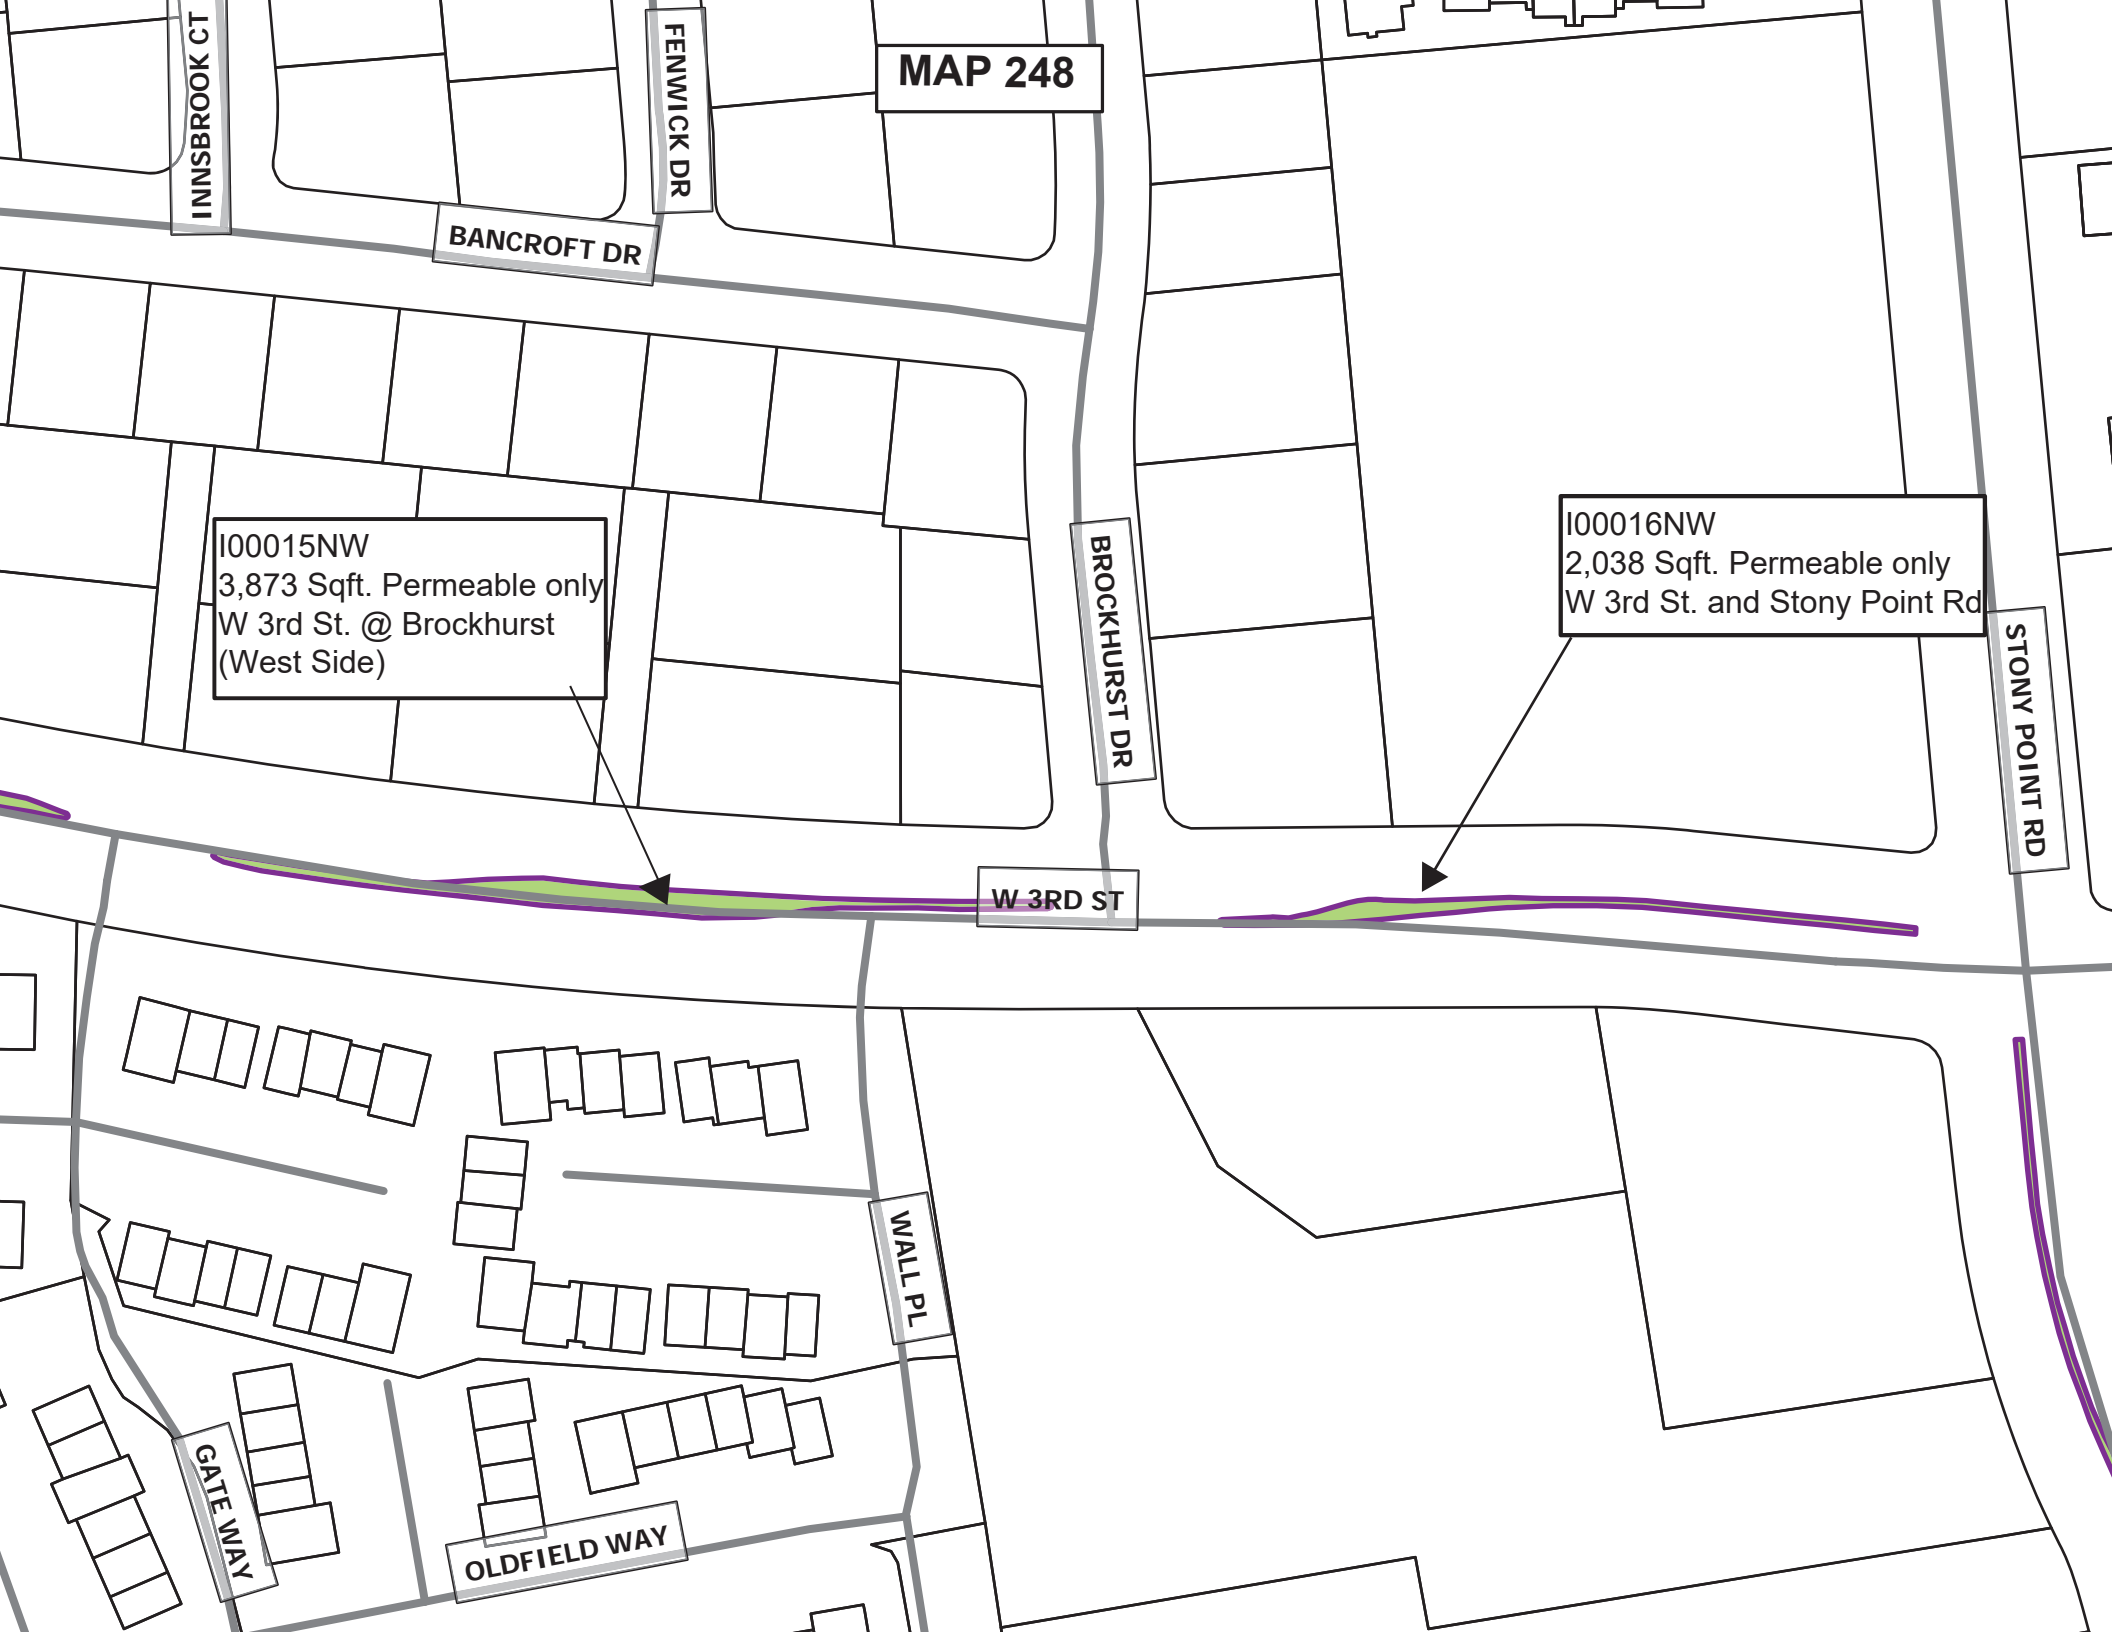 INNSBROOK CT
FENWICK DR
MAP 248
BANCROFT DR
I00015NW
3,873 Sqft. Permeable only
W 3rd St. @ Brockhurst
(West Side)
BROCKHURST DR
I00016NW
2,038 Sqft. Permeable only
W 3rd St. and Stony Point Rd
STONY POINT RD
W 3RD ST
WALL PL
GATE WAY
OLDFIELD WAY